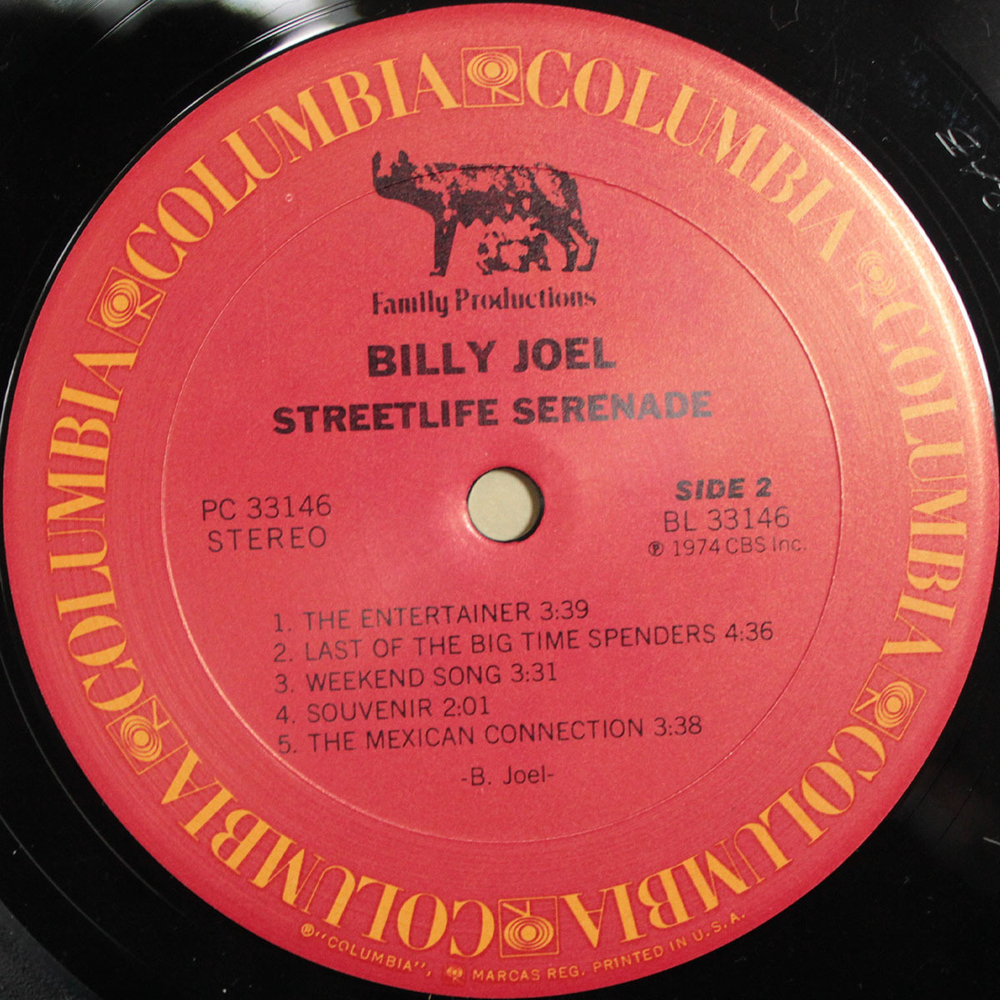 COLUMBIA COLUMBIA COLUMBIA COLUMBIA COLUMBIA COLUMBIA
Family Productions
BILLY JOEL
STREETLIFE SERENADE
PC 33146
STEREO
SIDE 2
BL 33146
℗ 1974 CBS Inc.
1. THE ENTERTAINER 3:39
2. LAST OF THE BIG TIME SPENDERS 4:36
3. WEEKEND SONG 3:31
4. SOUVENIR 2:01
5. THE MEXICAN CONNECTION 3:38
-B. Joel-
®"COLUMBIA", MARCAS REG. PRINTED IN U.S.A.